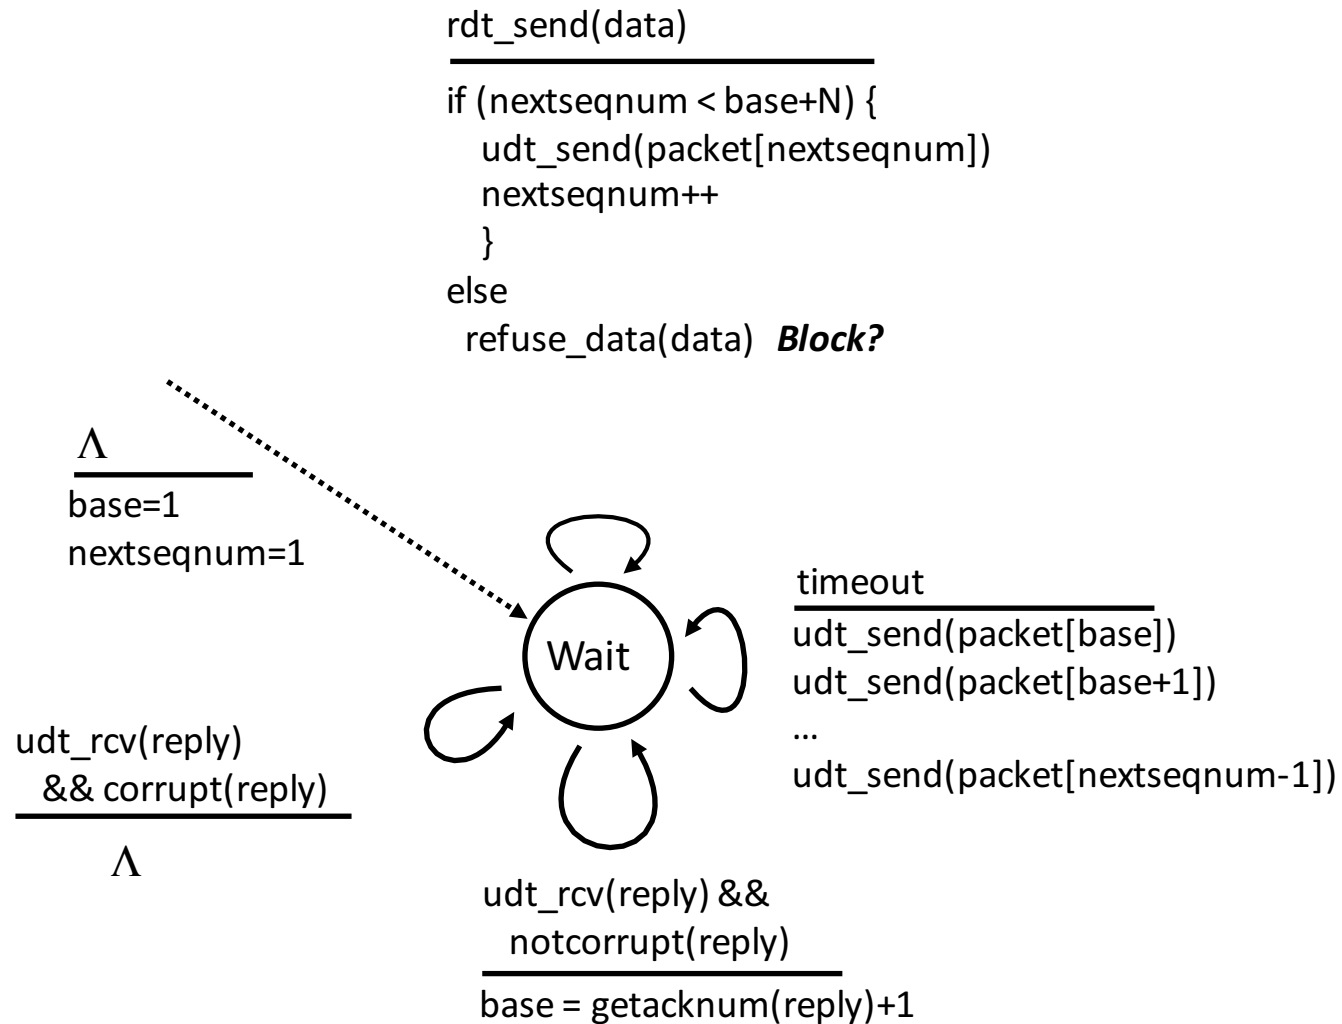 rdt_send(data)
if (nextseqnum < base+N) {
udt_send(packet[nextseqnum])
nextseqnum++
}
else
refuse_data(data) Block?
Λ
base=1
nextseqnum=1
Wait
timeout
udt_send(packet[base])
udt_send(packet[base+1])
...
udt_send(packet[nextseqnum-1])
udt_rcv(reply)
&& corrupt(reply)
Λ
udt_rcv(reply) &&
notcorrupt(reply)
base = getacknum(reply)+1